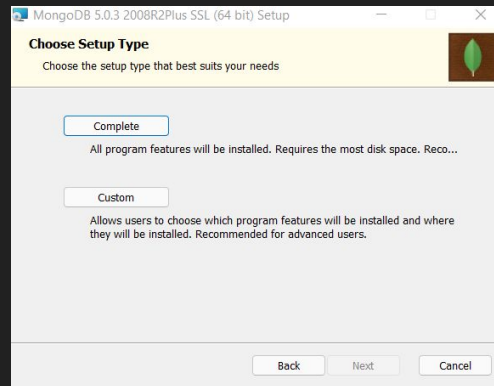 MongoDB 5.0.3 2008R2Plus SSL (64 bit) Setup
Choose Setup Type
Choose the setup type that best suits your needs
Complete
All program features will be installed. Requires the most disk space. Reco...
Custom
Allows users to choose which program features will be installed and where
they will be installed. Recommended for advanced users.
Back Next Cancel